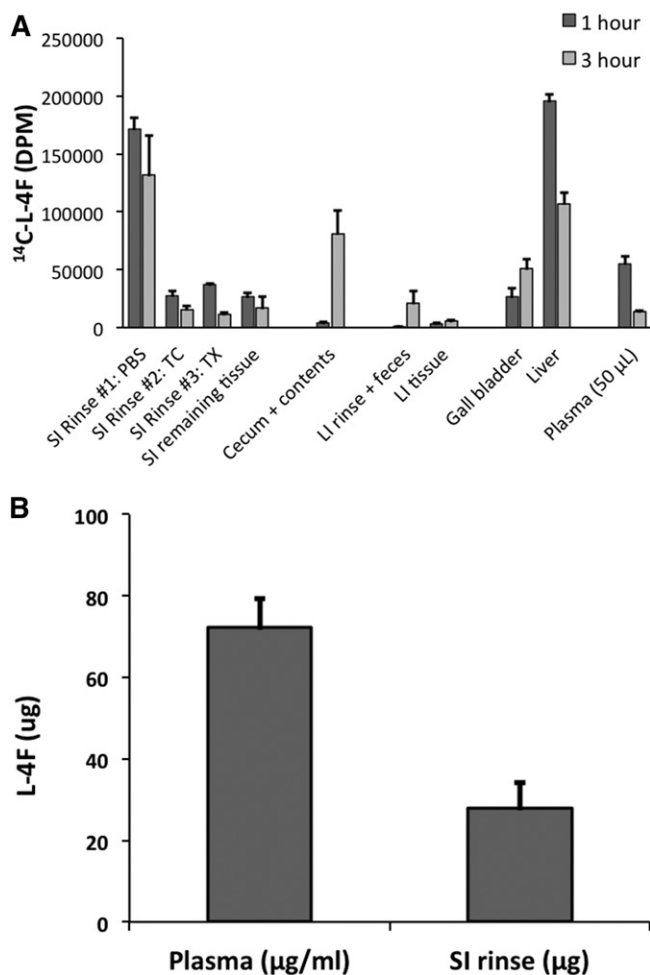 A
1 hour
3 hour
250000
200000
150000
100000
50000
0
¹⁴C-L-4F (DPM)
SI Rinse #1: PBS
SI Rinse #2: TC
SI Rinse #3: TX
SI remaining tissue
Cecum + contents
LI rinse + feces
LI tissue
Gall bladder
Liver
Plasma (50 µL)
B
100
80
60
40
20
0
L-4F (ug)
Plasma (µg/ml)
SI rinse (µg)